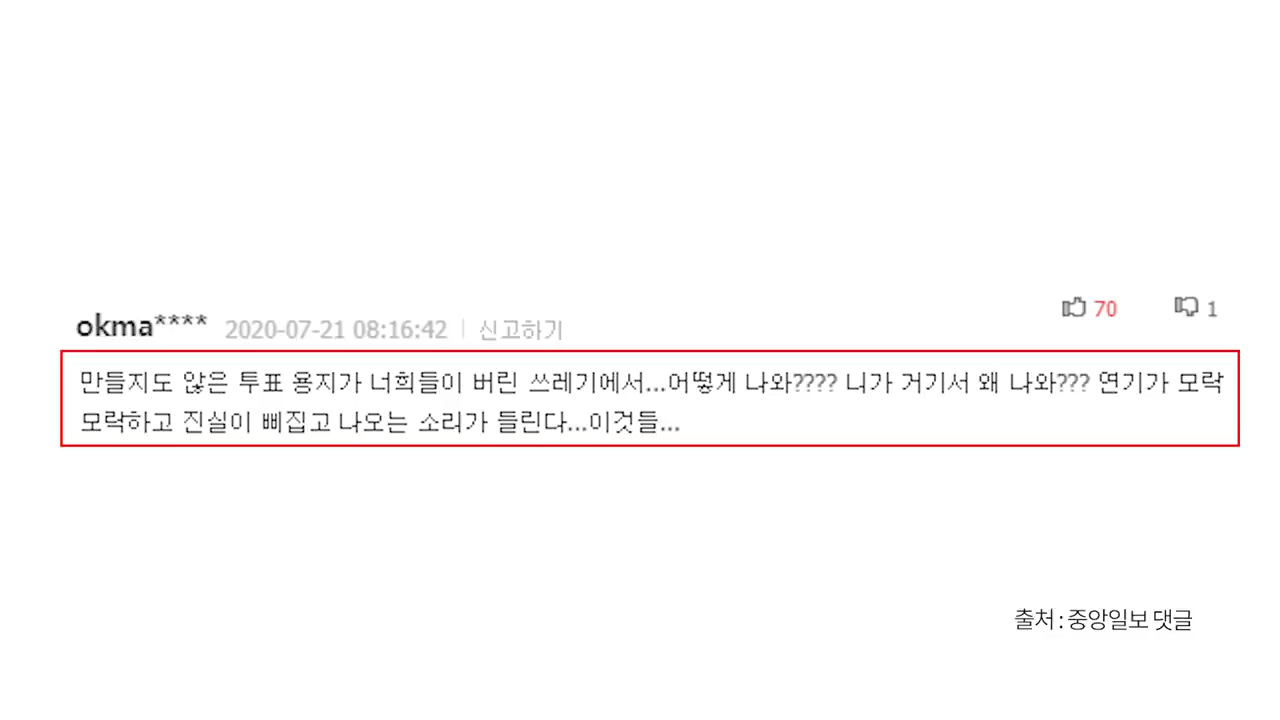 okma**** 2020-07-21 08:16:42 | 신고하기 70 1
만들지도 않은 투표 용지가 너희들이 버린 쓰레기에서...어떻게 나와???? 니가 거기서 왜 나와??? 연기가 모락
모락하고 진실이 삐집고 나오는 소리가 들린다...이것들...
출처 : 중앙일보 댓글